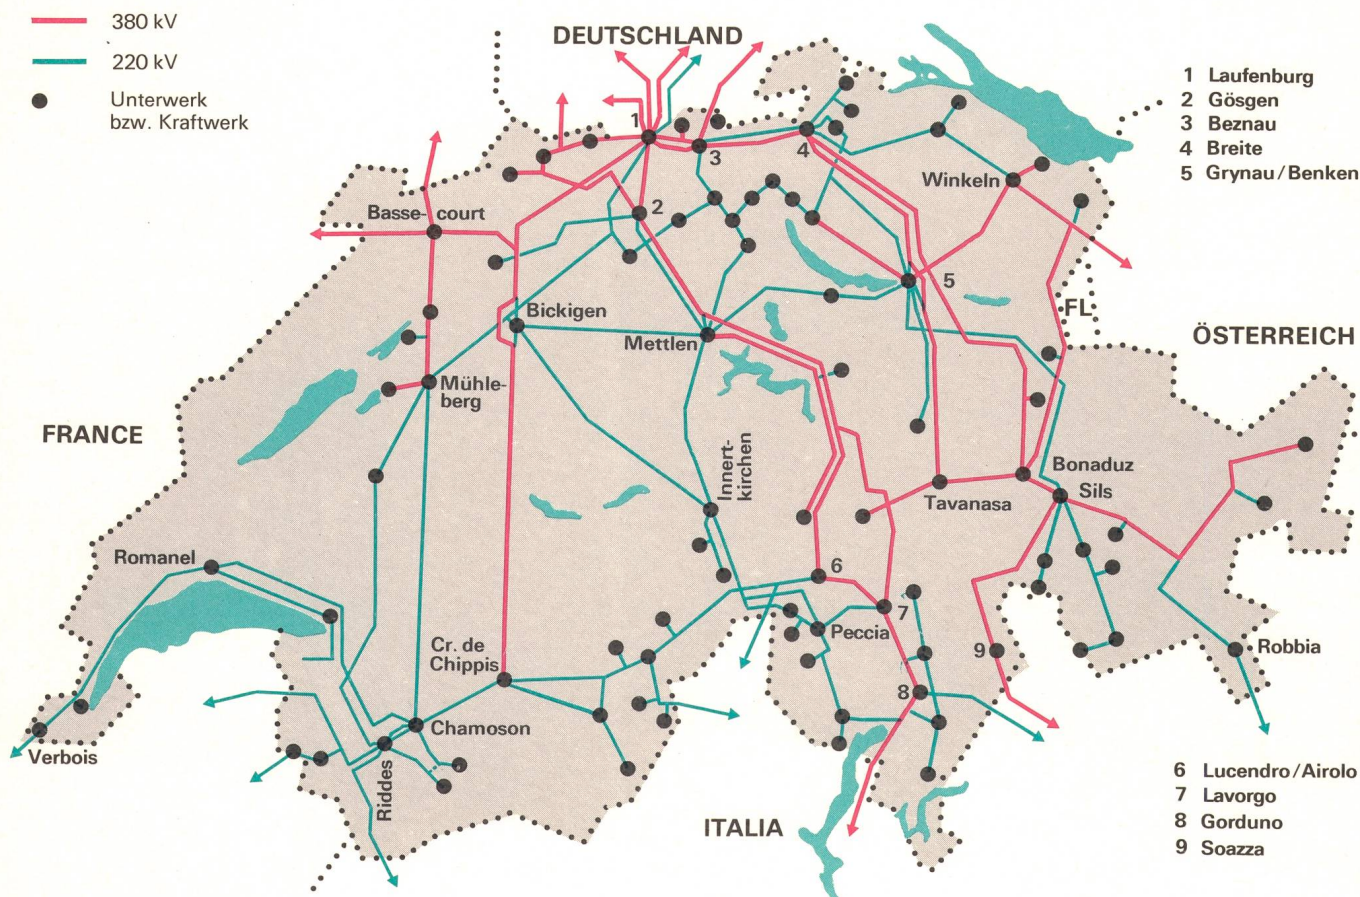 380 kV
220 kV
Unterwerk
bzw. Kraftwerk
DEUTSCHLAND
1 Laufenburg
2 Gösgen
3 Beznau
4 Breite
5 Grynau/Benken
1
3
4
Winkeln
2
Basse-court
5
FL
ÖSTERREICH
Bickigen
Mettlen
Mühle-
berg
FRANCE
Innert-
kirchen
Bonaduz
Sils
Tavanasa
Romanel
6
7
Peccia
Cr. de
Chippis
9
Robbia
8
Chamoson
Verbois
Riddes
ITALIA
6 Lucendro/Airolo
7 Lavorgo
8 Gorduno
9 Soazza